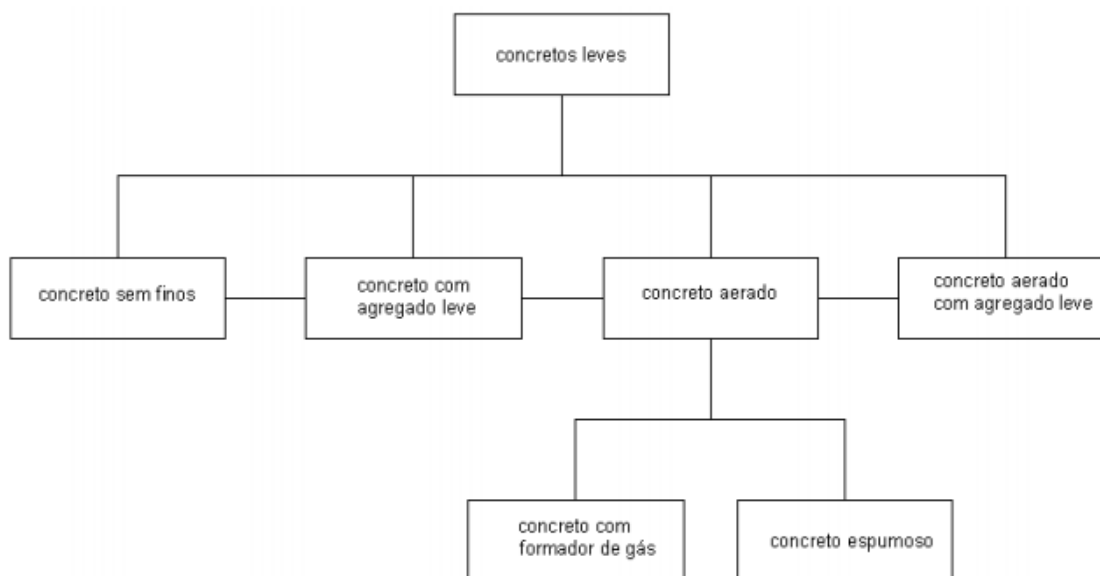 concretos leves
concreto sem finos
concreto com
agregado leve
concreto aerado
concreto aerado
com agregado leve
concreto com
formador de gás
concreto espumoso